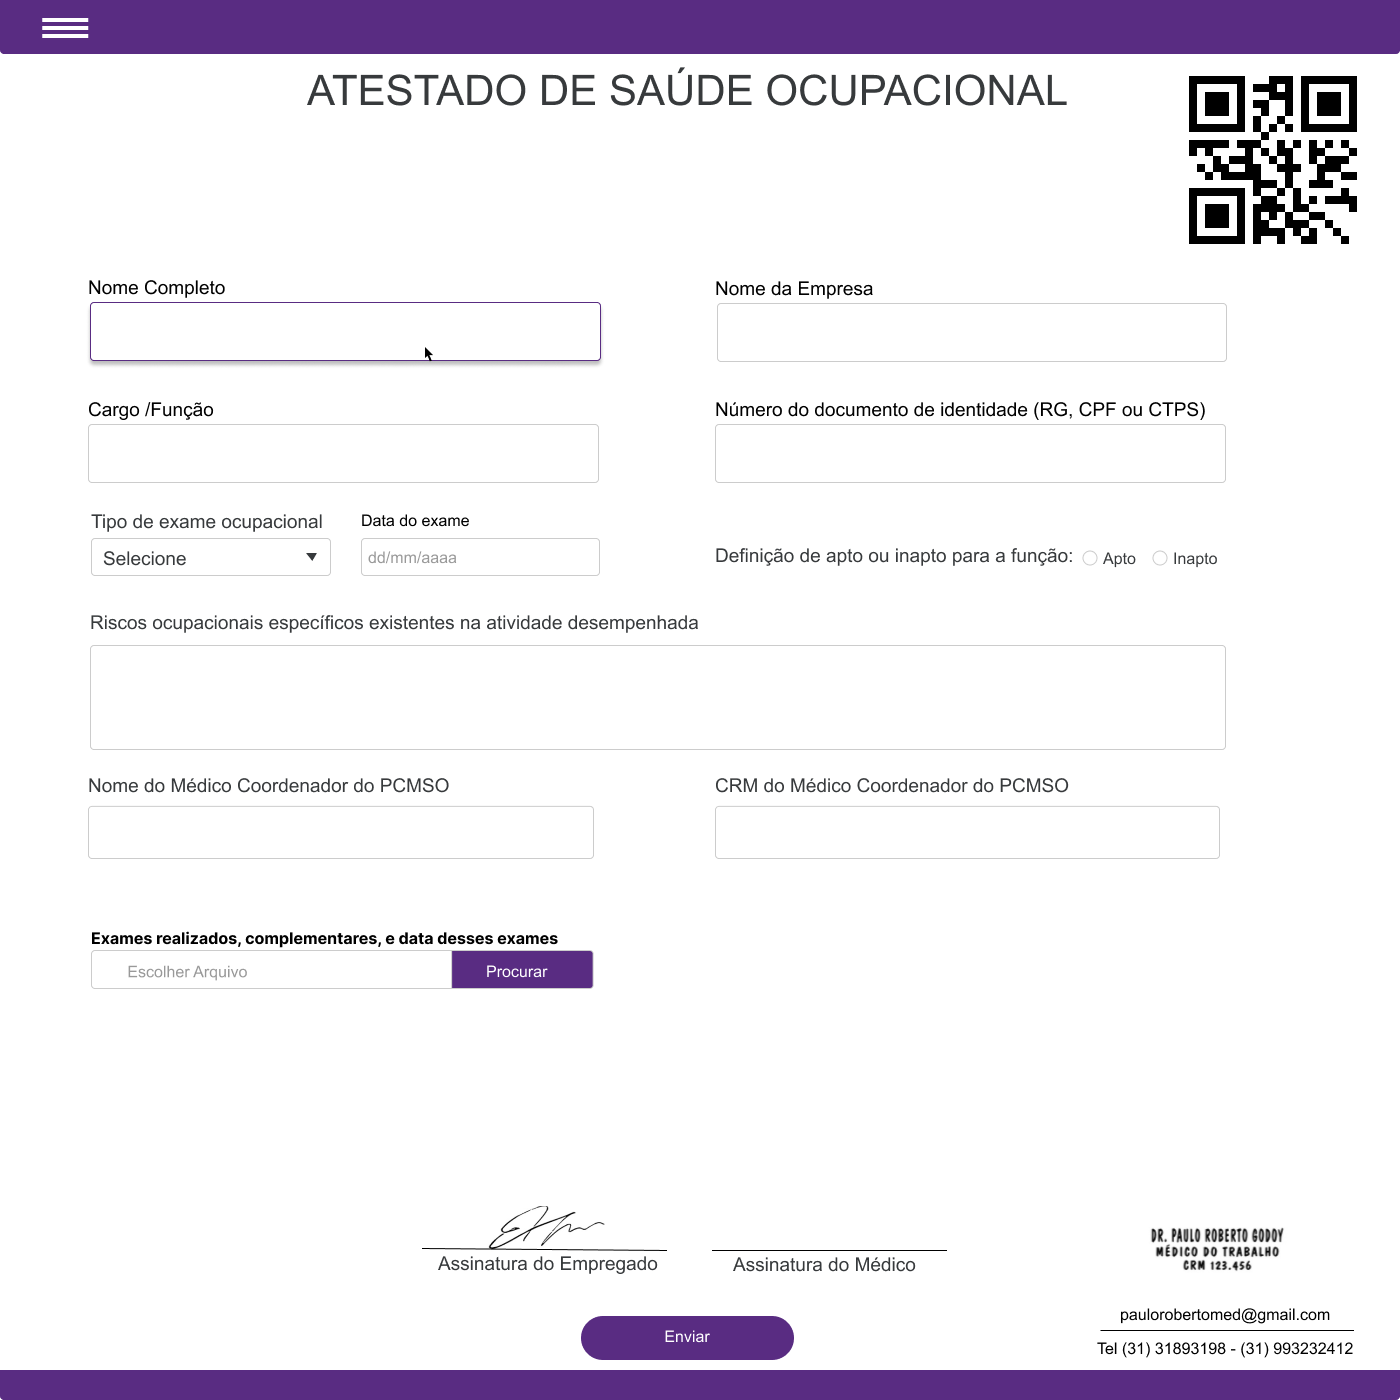 ATESTADO DE SAÚDE OCUPACIONAL
Nome Completo
Nome da Empresa
Cargo /Função
Número do documento de identidade (RG, CPF ou CTPS)
Tipo de exame ocupacional
Data do exame
Selecione
dd/mm/aaaa
Definição de apto ou inapto para a função:
Apto
Inapto
Riscos ocupacionais específicos existentes na atividade desempenhada
Nome do Médico Coordenador do PCMSO
CRM do Médico Coordenador do PCMSO
Exames realizados, complementares, e data desses exames
Escolher Arquivo
Procurar
Assinatura do Empregado
Assinatura do Médico
DR. PAULO ROBERTO GODOY
MÉDICO DO TRABALHO
CRM 123.456
paulorobertomed@gmail.com
Tel (31) 31893198 - (31) 993232412
Enviar